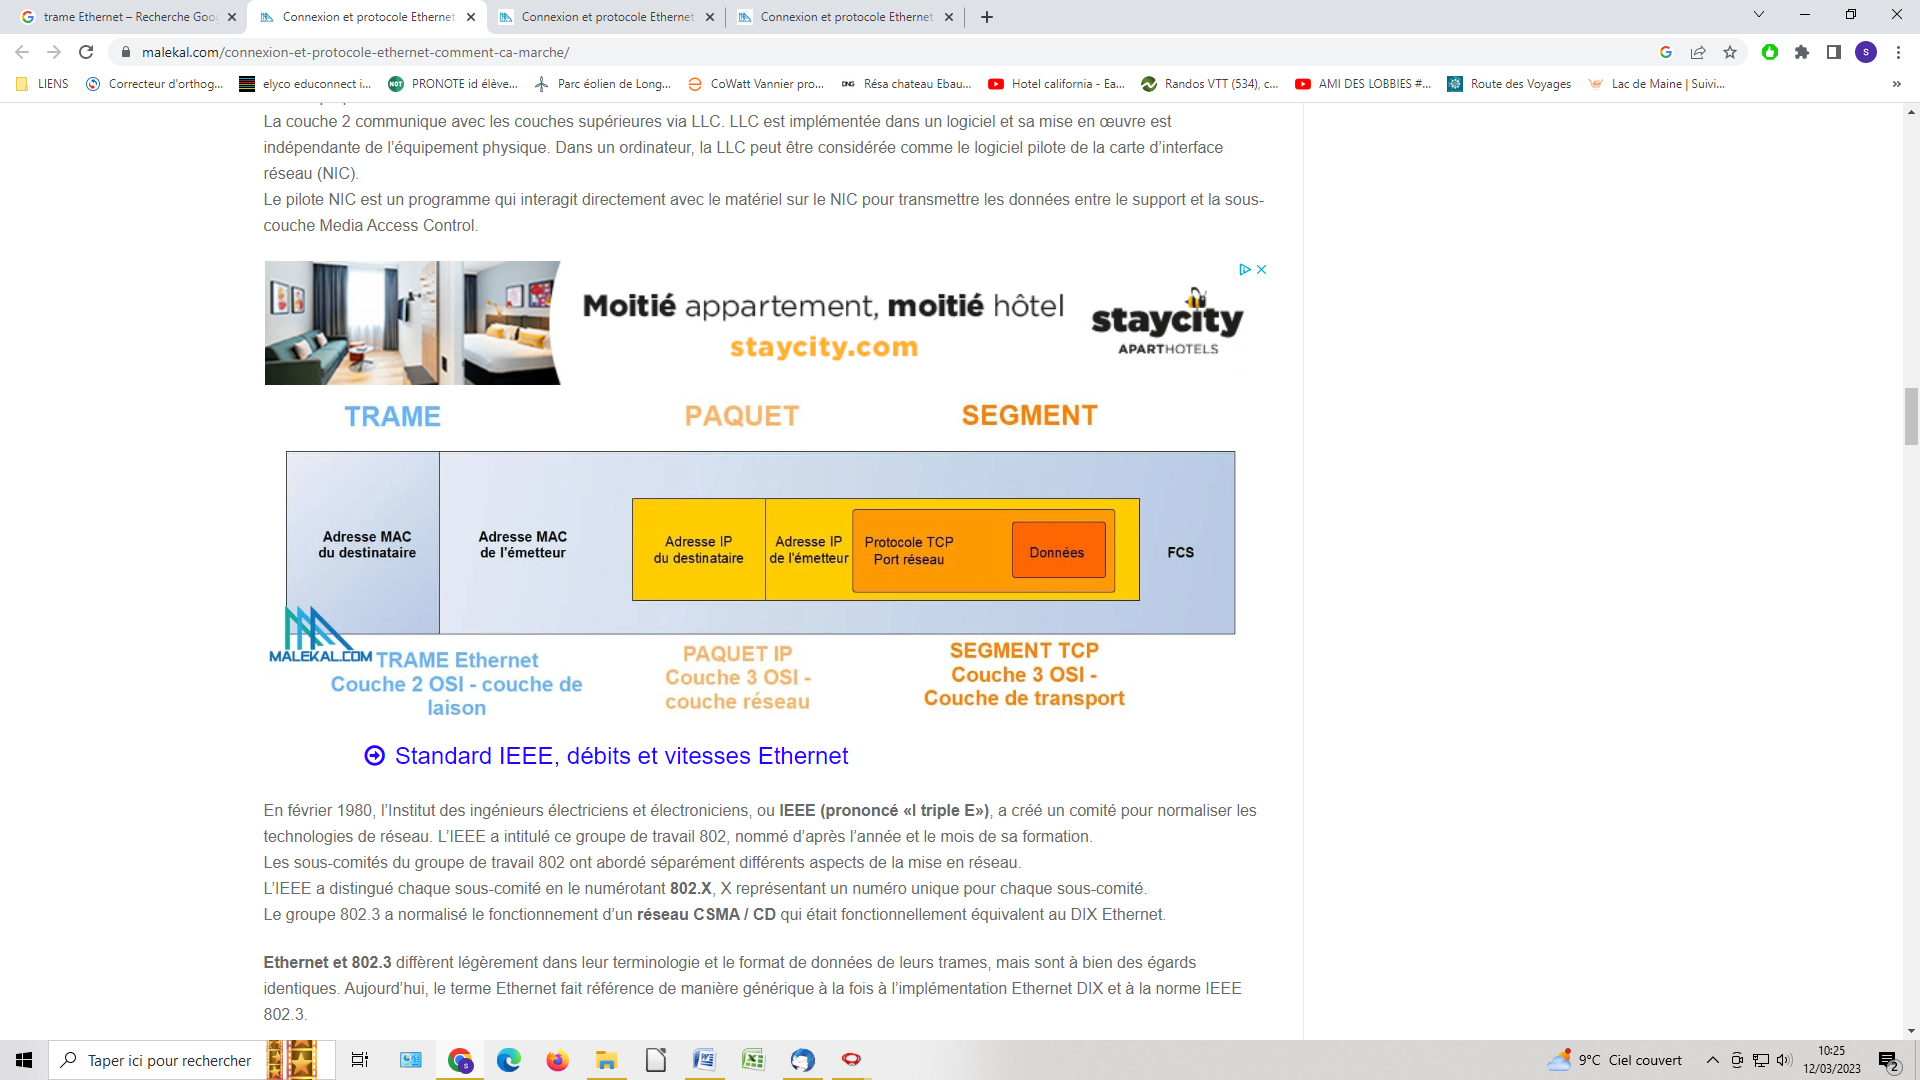 trame Ethernet – Recherche Goo
Connexion et protocole Ethernet
Connexion et protocole Ethernet
Connexion et protocole Ethernet
malekal.com/connexion-et-protocole-ethernet-comment-ca-marche/
LIENS
Correcteur d'orthog...
elyco educonnect i...
PRONOTE id élève...
Parc éolien de Long...
CoWatt Vannier pro...
Résa chateau Ebau...
Hotel california - Ea...
Randos VTT (534), c...
AMI DES LOBBIES #...
Route des Voyages
Lac de Maine | Suivi...
La couche 2 communique avec les couches supérieures via LLC. LLC est implémentée dans un logiciel et sa mise en œuvre est
indépendante de l’équipement physique. Dans un ordinateur, la LLC peut être considérée comme le logiciel pilote de la carte d’interface
réseau (NIC).
Le pilote NIC est un programme qui interagit directement avec le matériel sur le NIC pour transmettre les données entre le support et la sous-
couche Media Access Control.
Moitié appartement, moitié hôtel
staycity.com
staycity
APARTHOTELS
TRAME
PAQUET
SEGMENT
Adresse MAC
du destinataire
Adresse MAC
de l'émetteur
Adresse IP
du destinataire
Adresse IP
de l'émetteur
Protocole TCP
Port réseau
Données
FCS
MALEKAL.COM
TRAME Ethernet
Couche 2 OSI - couche de
laison
PAQUET IP
Couche 3 OSI -
couche réseau
SEGMENT TCP
Couche 3 OSI -
Couche de transport
Standard IEEE, débits et vitesses Ethernet
En février 1980, l’Institut des ingénieurs électriciens et électroniciens, ou IEEE (prononcé «I triple E»), a créé un comité pour normaliser les
technologies de réseau. L’IEEE a intitulé ce groupe de travail 802, nommé d’après l’année et le mois de sa formation.
Les sous-comités du groupe de travail 802 ont abordé séparément différents aspects de la mise en réseau.
L’IEEE a distingué chaque sous-comité en le numérotant 802.X, X représentant un numéro unique pour chaque sous-comité.
Le groupe 802.3 a normalisé le fonctionnement d’un réseau CSMA / CD qui était fonctionnellement équivalent au DIX Ethernet.
Ethernet et 802.3 diffèrent légèrement dans leur terminologie et le format de données de leurs trames, mais sont à bien des égards
identiques. Aujourd’hui, le terme Ethernet fait référence de manière générique à la fois à l’implémentation Ethernet DIX et à la norme IEEE
802.3.
Taper ici pour rechercher
9°C Ciel couvert
10:25
12/03/2023
2